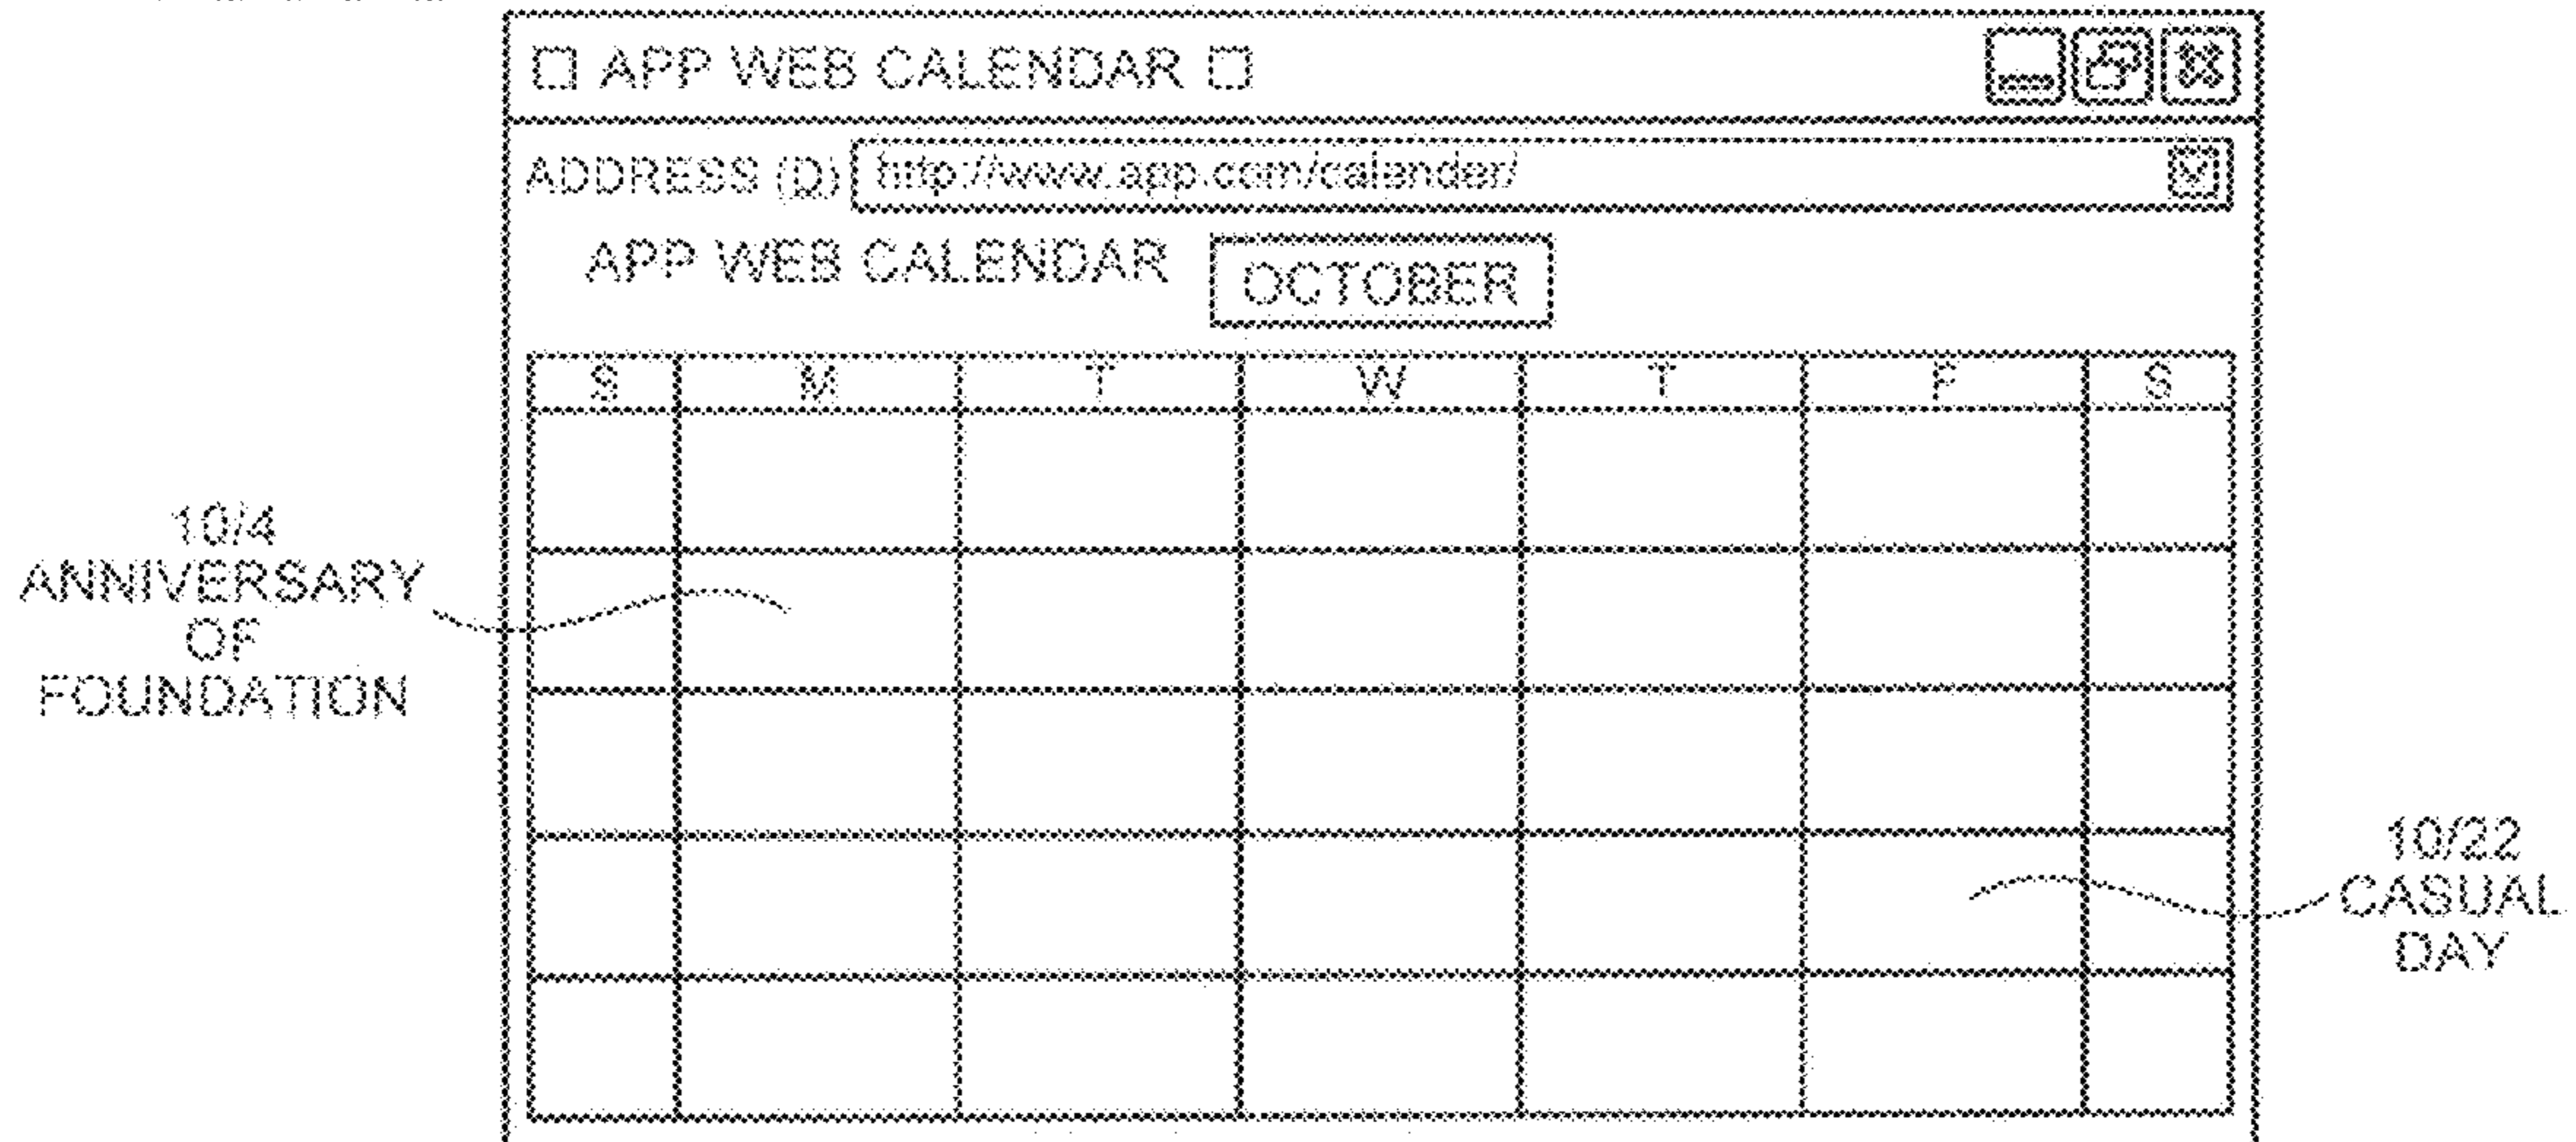 □ APP WEB CALENDAR □
ADDRESS (D) http://www.app.com/calender/
APP WEB CALENDAR OCTOBER
S M T W T F S
10/4
ANNIVERSARY
OF
FOUNDATION
10/22
CASUAL
DAY